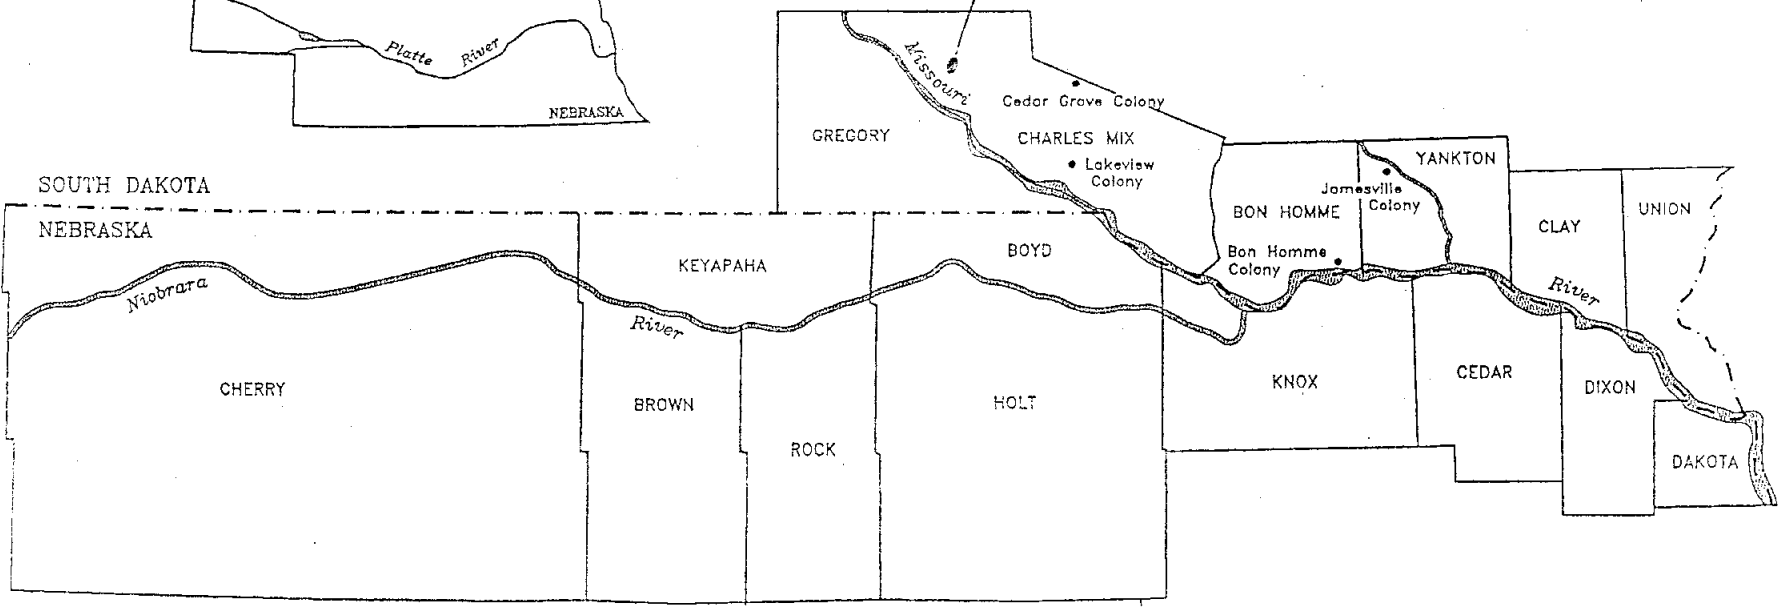 Platte River
NEBRASKA
Missouri
Cedar Grove Colony
GREGORY
CHARLES MIX
Lakeview
Colony
YANKTON
Jamesville
Colony
SOUTH DAKOTA
NEBRASKA
BON HOMME
CLAY
UNION
Bon Homme
Colony
KEYAPAHA
BOYD
Niobrara
River
River
CHERRY
BROWN
ROCK
HOLT
KNOX
CEDAR
DIXON
DAKOTA